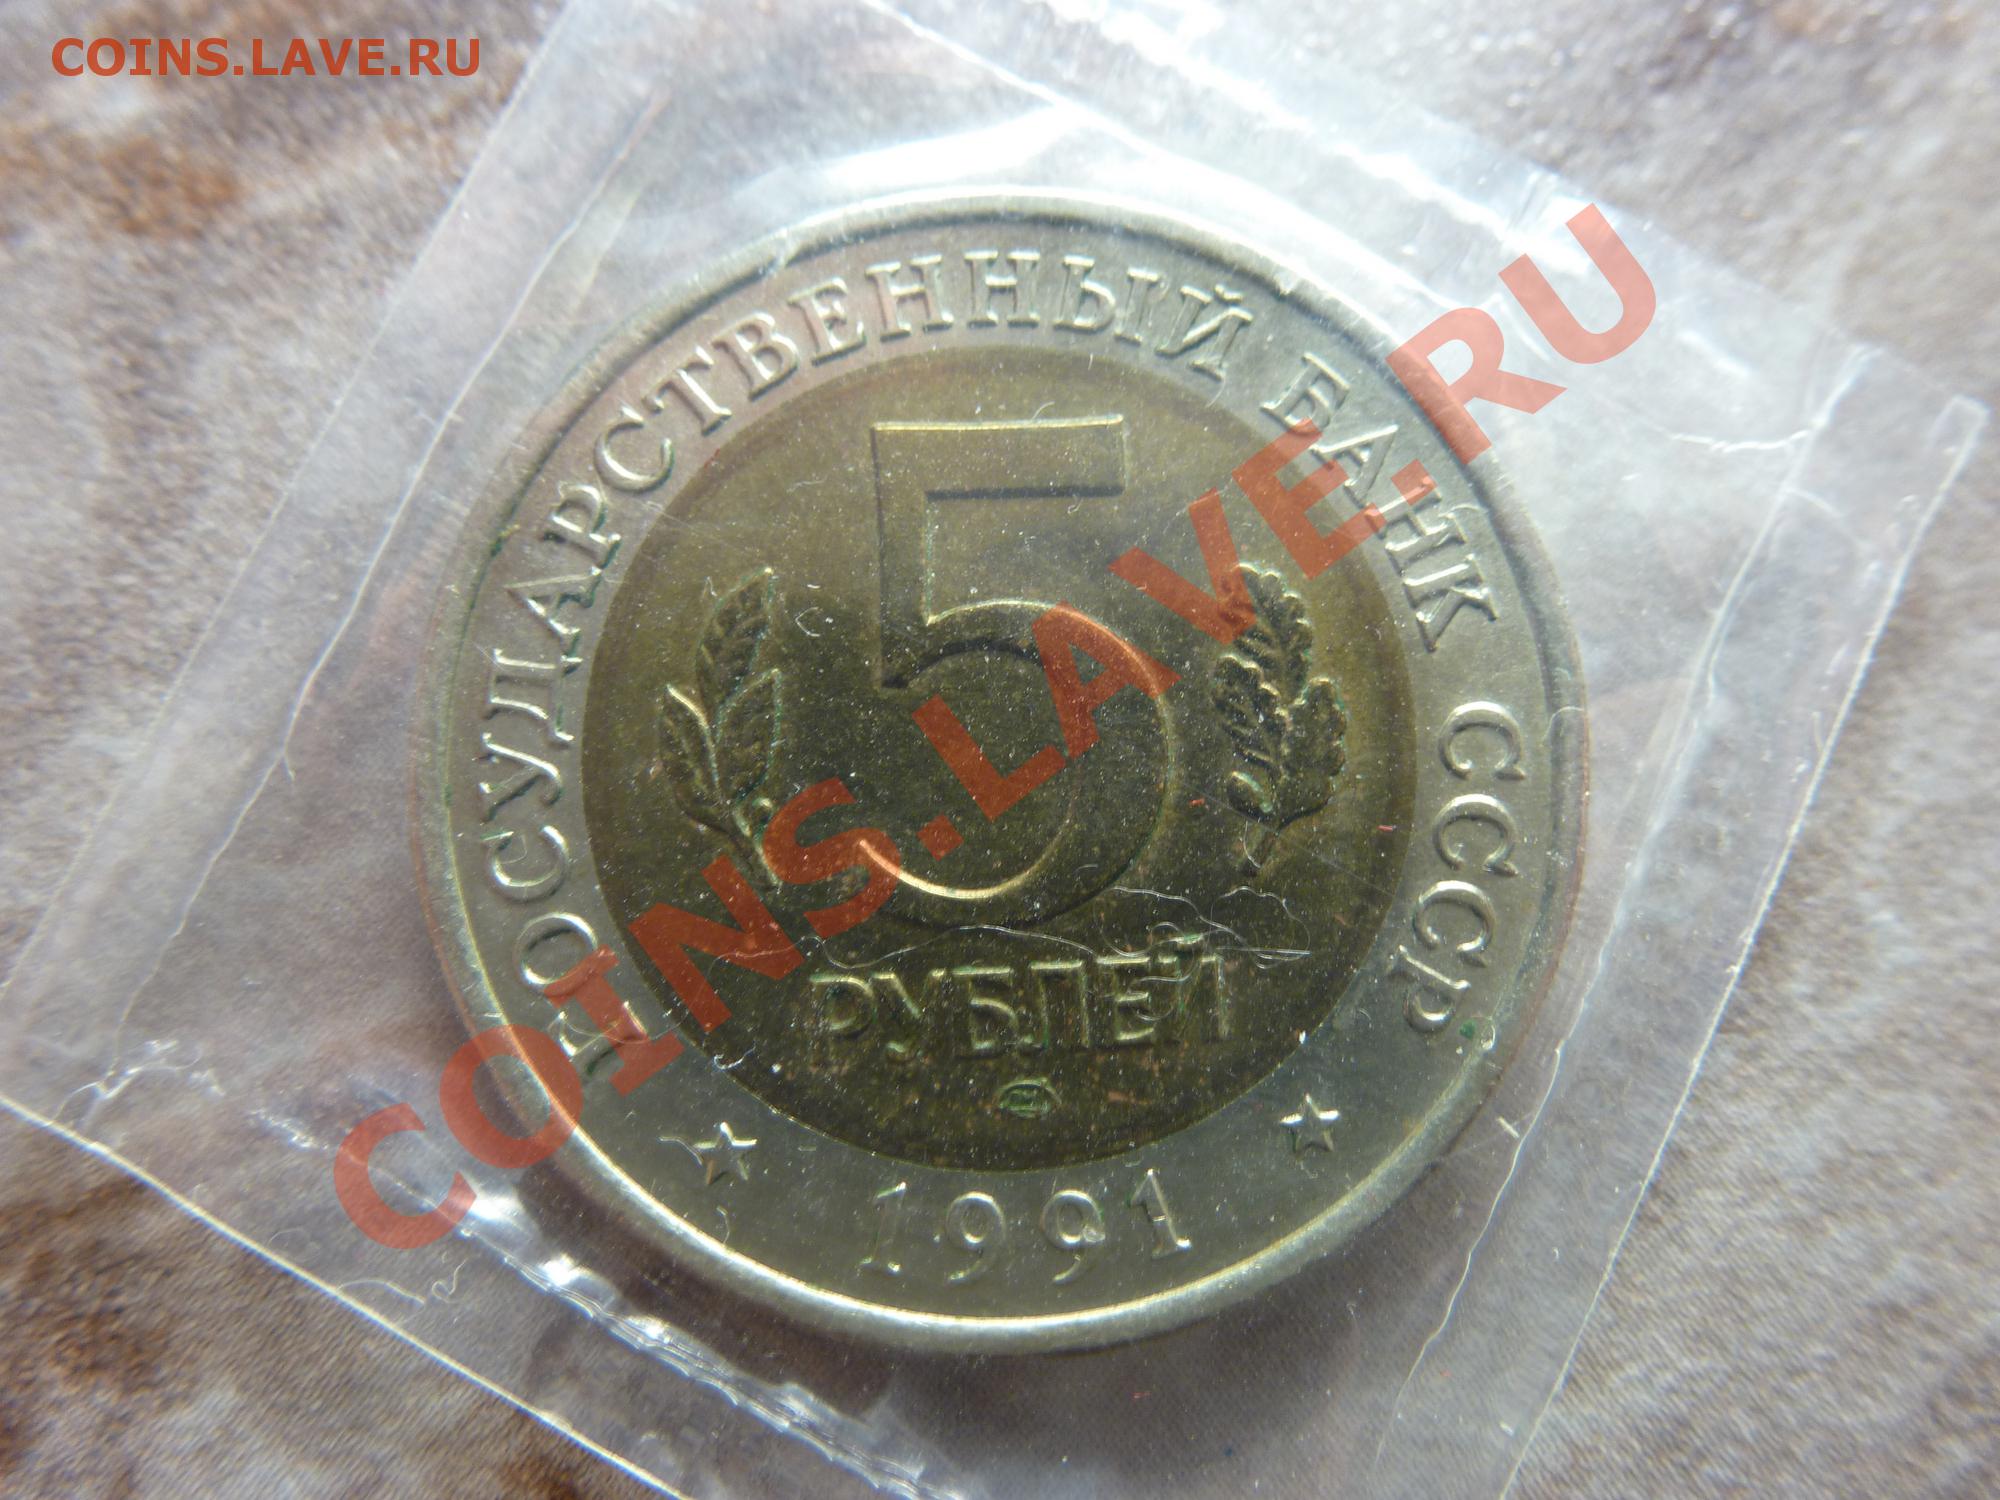 COINS.LAVE.RU
ГОСУДАРСТВЕННЫЙ БАНК СССР
5
РУБЛЕЙ
1991
COINS.LAVE.RU